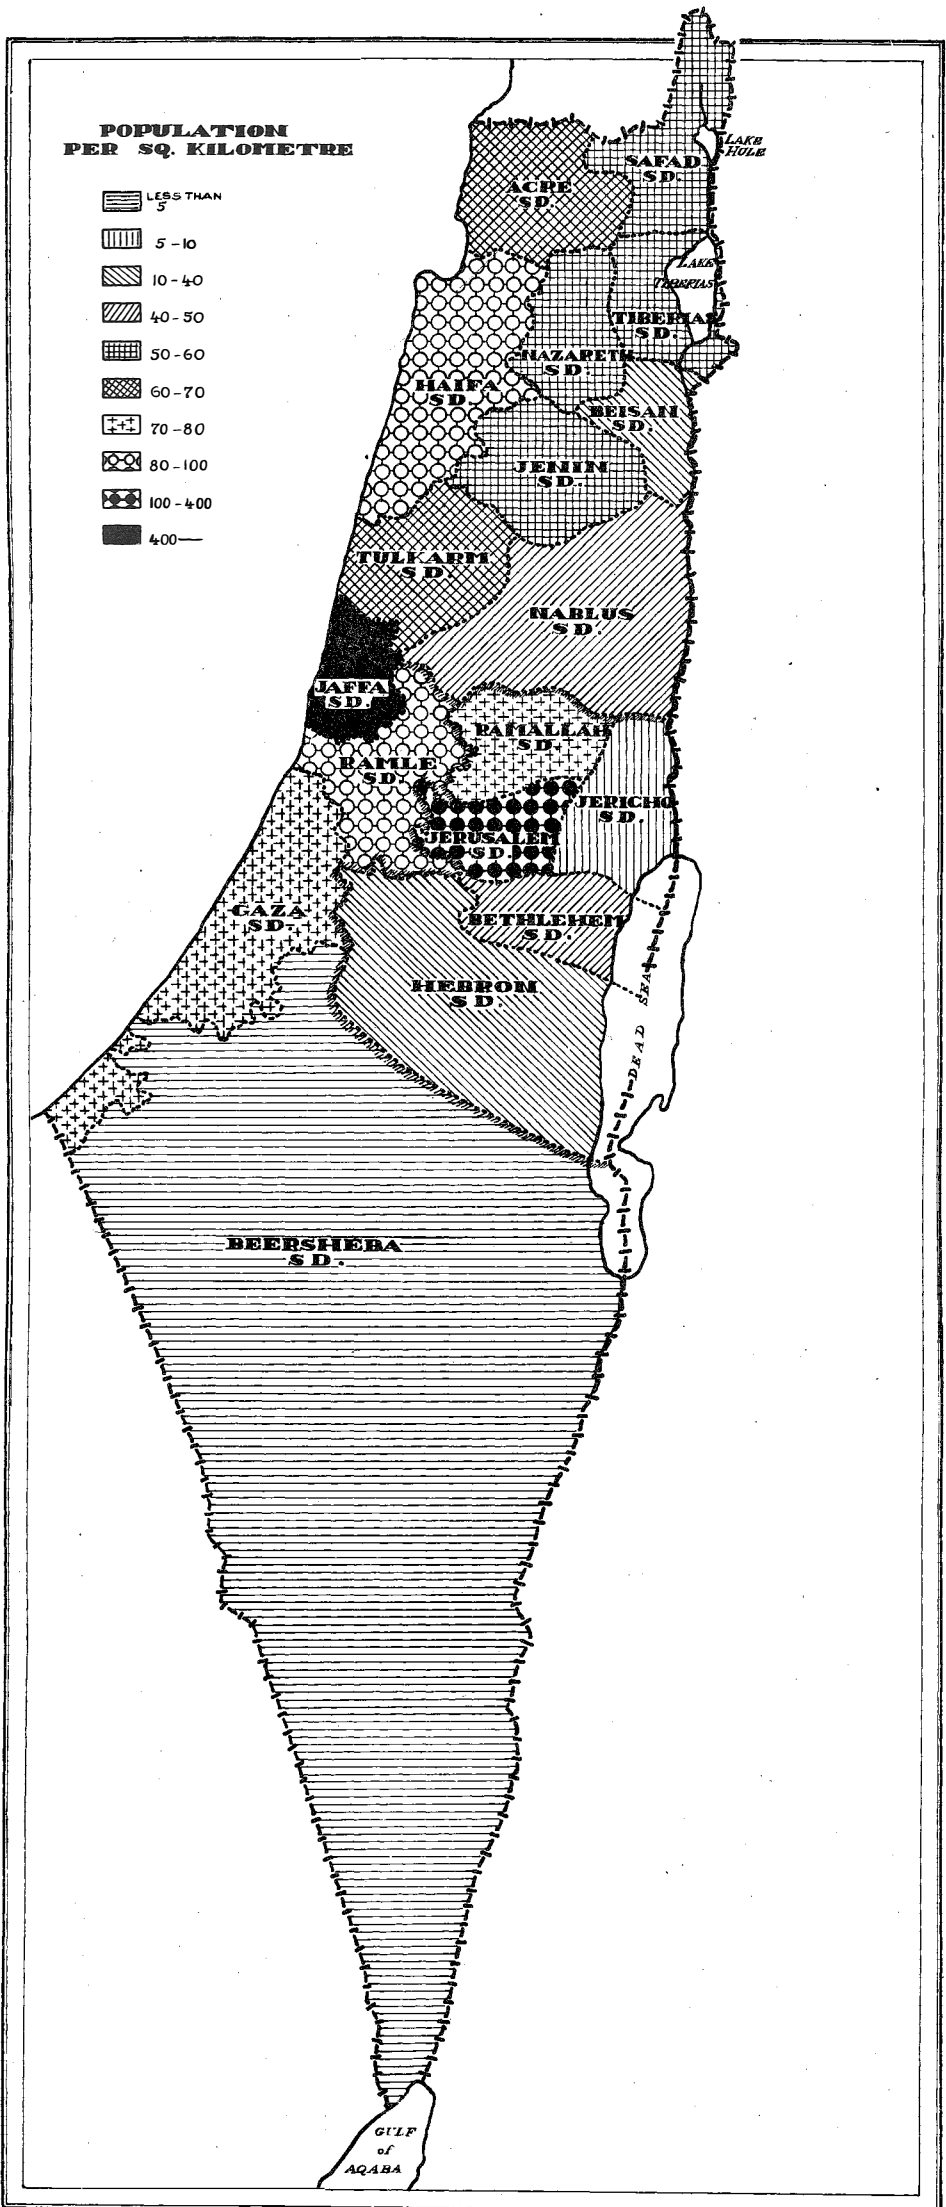 POPULATION
PER SQ. KILOMETRE
LESS THAN
5
5-10
10-40
40-50
50-60
60-70
70-80
80-100
100-400
400—
LAKE
HULE
SAFAD
S D.
ACRE
S D.
LAKE
TIBERIAS
TIBERIAS
S D.
NAZARETH
S D.
HAIFA
S D.
BEISAN
S D.
JENIN
S D.
TULKARM
S D.
NABLUS
S D.
JAFFA
S D.
RAMALLAH
S D.
RAMLE
S D.
JERICHO
S D.
JERUSALEM
S D.
GAZA
S D.
BETHLEHEM
S D.
HEBRON
S D.
DEAD SEA
BEERSHEBA
S D.
GULF
of
AQABA